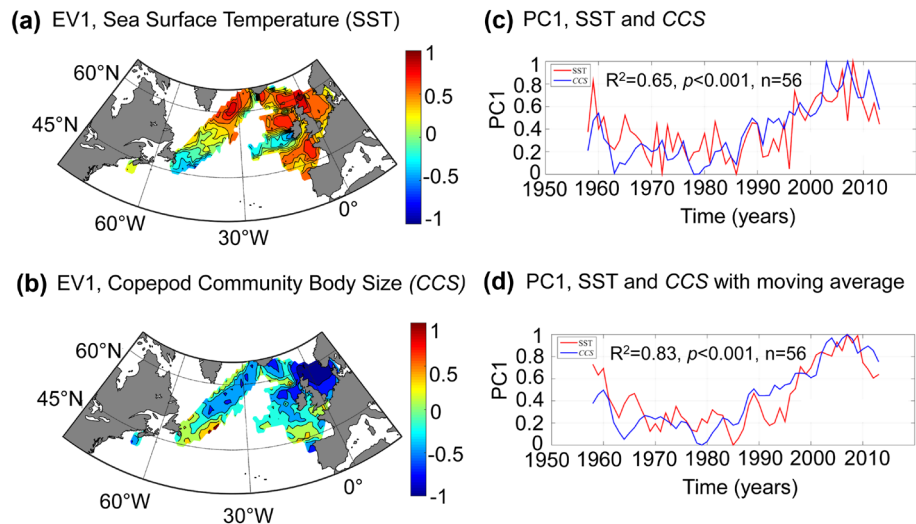 (a) EV1, Sea Surface Temperature (SST)
60°N
45°N
60°W
30°W
0°
1
0.5
0
-0.5
-1
(c) PC1, SST and CCS
SST
CCS
R²=0.65, p<0.001, n=56
PC1
1
0.8
0.6
0.4
0.2
0
1950 1960 1970 1980 1990 2000 2010
Time (years)
(b) EV1, Copepod Community Body Size (CCS)
60°N
45°N
60°W
30°W
0°
1
0.5
0
-0.5
-1
(d) PC1, SST and CCS with moving average
SST
CCS
R²=0.83, p<0.001, n=56
PC1
1
0.8
0.6
0.4
0.2
0
1950 1960 1970 1980 1990 2000 2010
Time (years)